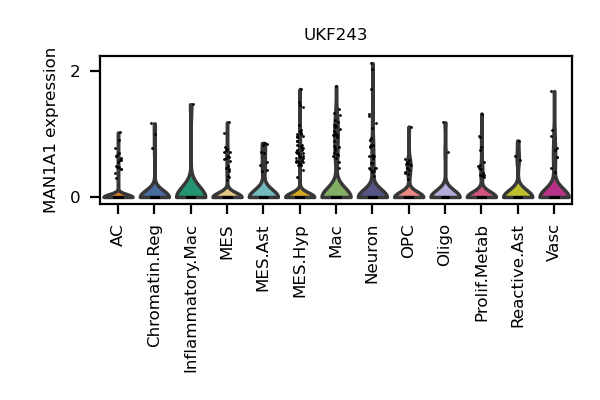 UKF243
MAN1A1 expression
2
0
AC
Chromatin.Reg
Inflammatory.Mac
MES
MES.Ast
MES.Hyp
Mac
Neuron
OPC
Oligo
Prolif.Metab
Reactive.Ast
Vasc